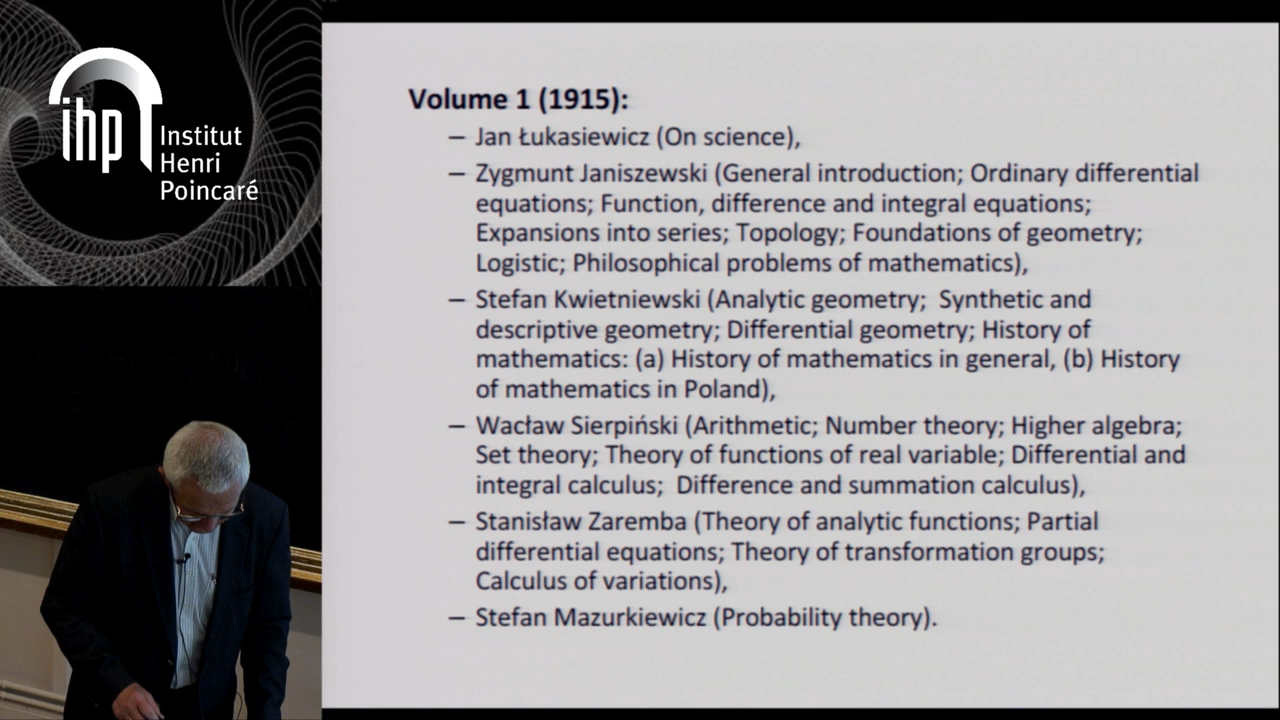 ihp
Institut
Henri
Poincaré
Volume 1 (1915):
– Jan Łukasiewicz (On science),
– Zygmunt Janiszewski (General introduction; Ordinary differential
equations; Function, difference and integral equations;
Expansions into series; Topology; Foundations of geometry;
Logistic; Philosophical problems of mathematics),
– Stefan Kwietniewski (Analytic geometry; Synthetic and
descriptive geometry; Differential geometry; History of
mathematics: (a) History of mathematics in general, (b) History
of mathematics in Poland),
– Wacław Sierpiński (Arithmetic; Number theory; Higher algebra;
Set theory; Theory of functions of real variable; Differential and
integral calculus; Difference and summation calculus),
– Stanisław Zaremba (Theory of analytic functions; Partial
differential equations; Theory of transformation groups;
Calculus of variations),
– Stefan Mazurkiewicz (Probability theory).